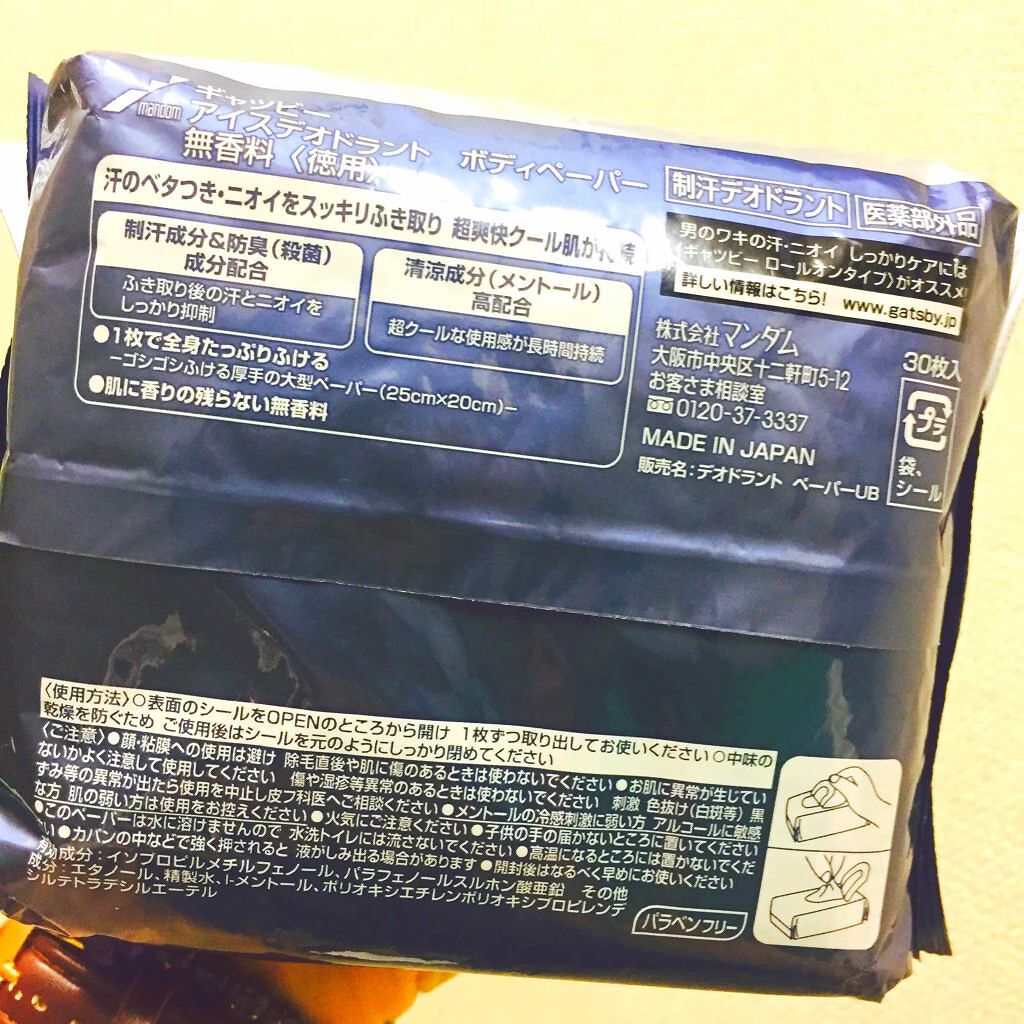 mandom
ギャツビー
アイスデオドラント ボディペーパー
無香料〈徳用〉
制汗デオドラント
医薬部外品
汗のベタつき・ニオイをスッキリふき取り 超爽快クール肌が持続
制汗成分&防臭(殺菌)
成分配合
ふき取り後の汗とニオイを
しっかり抑制
清涼成分(メントール)
高配合
超クールな使用感が長時間持続
●1枚で全身たっぷりふける
−ゴシゴシふける厚手の大型ペーパー(25cm×20cm)−
●肌に香りの残らない無香料
男のワキの汗・ニオイ しっかりケアには
〈ギャツビー ロールオンタイプ〉がオススメ!
詳しい情報はこちら! www.gatsby.jp
株式会社マンダム
大阪市中央区十二軒町5-12
お客さま相談室
0120-37-3337
MADE IN JAPAN
販売名:デオドラント ペーパーUB
30枚入
プラ
袋、
シール
〈使用方法〉○表面のシールをOPENのところから開け 1枚ずつ取り出してお使いください○中味の
乾燥を防ぐため ご使用後はシールを元のようにしっかり閉めてください
〈ご注意〉●顔・粘膜への使用は避け 除毛直後や肌に傷のあるときは使わないでください●お肌に異常が生じてい
ないかよく注意して使用してください 傷や湿疹等異常のあるときは使わないでください 刺激 色抜け(白斑等)黒
ずみ等の異常が出たら使用を中止し皮フ科医へご相談ください●メントールの冷感刺激に弱い方 アルコールに敏感
な方 肌の弱い方は使用をお控えください●火気にご注意ください●子供の手の届かないところに置いてください
●このペーパーは水に溶けませんので 水洗トイレには流さないでください●高温になるところには置かないでくだ
い●カバンの中などで強く押されると 液がしみ出る場合があります●開封後はなるべく早めにお使いください
成分:イソプロピルメチルフェノール、パラフェノールスルホン酸亜鉛 その他
成分:エタノール、精製水、l-メントール、ポリオキシエチレンポリオキシプロピレンデ
シルテトラデシルエーテル
パラベンフリー